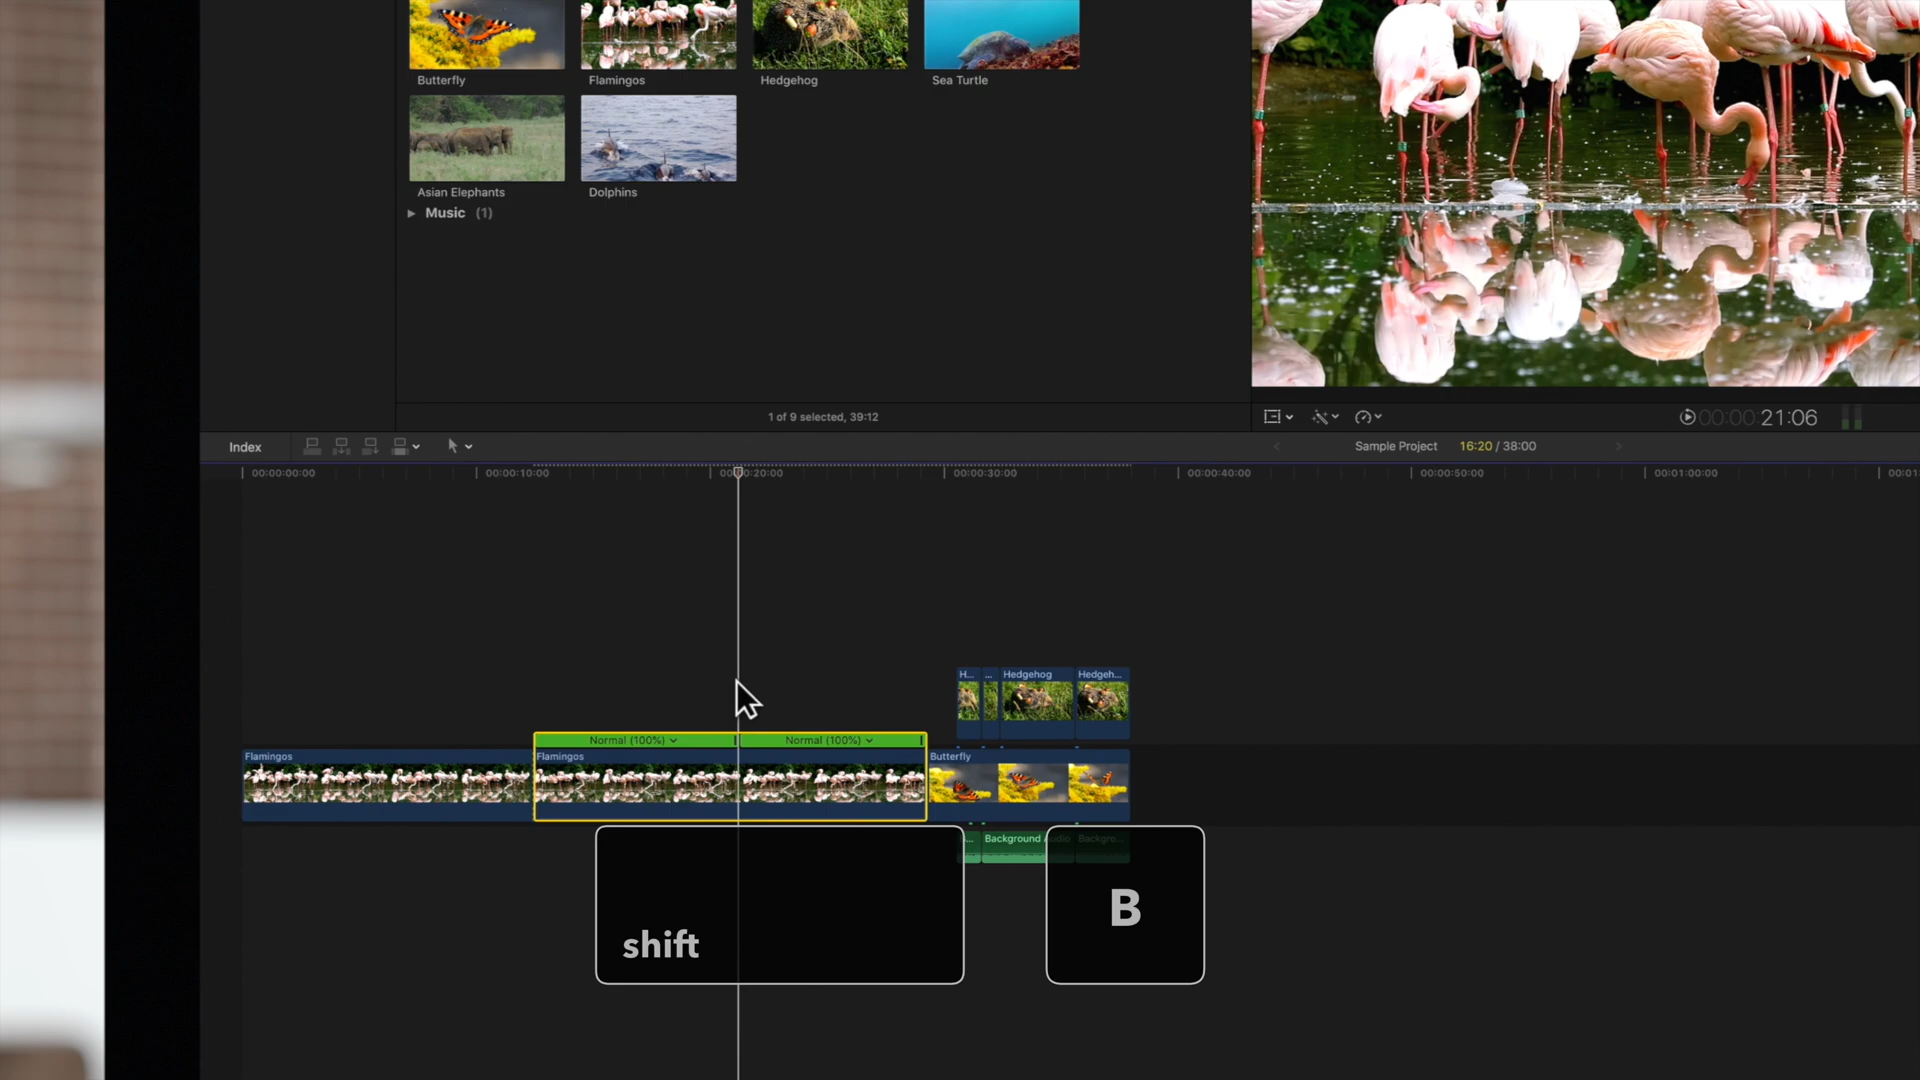 Butterfly
Flamingos
Hedgehog
Sea Turtle
Asian Elephants
Dolphins
Music (1)
1 of 9 selected, 39:12
00:00:00:21:06
Index
Sample Project
16:20 / 38:00
00:00:00:00
00:00:10:00
00:00:20:00
00:00:30:00
00:00:40:00
00:00:50:00
00:01:00:00
00:01
H...
...
Hedgehog
Hedgeh...
Normal (100%)
Normal (100%)
Flamingos
Flamingos
Butterfly
Background Audio
Backgro...
shift
B